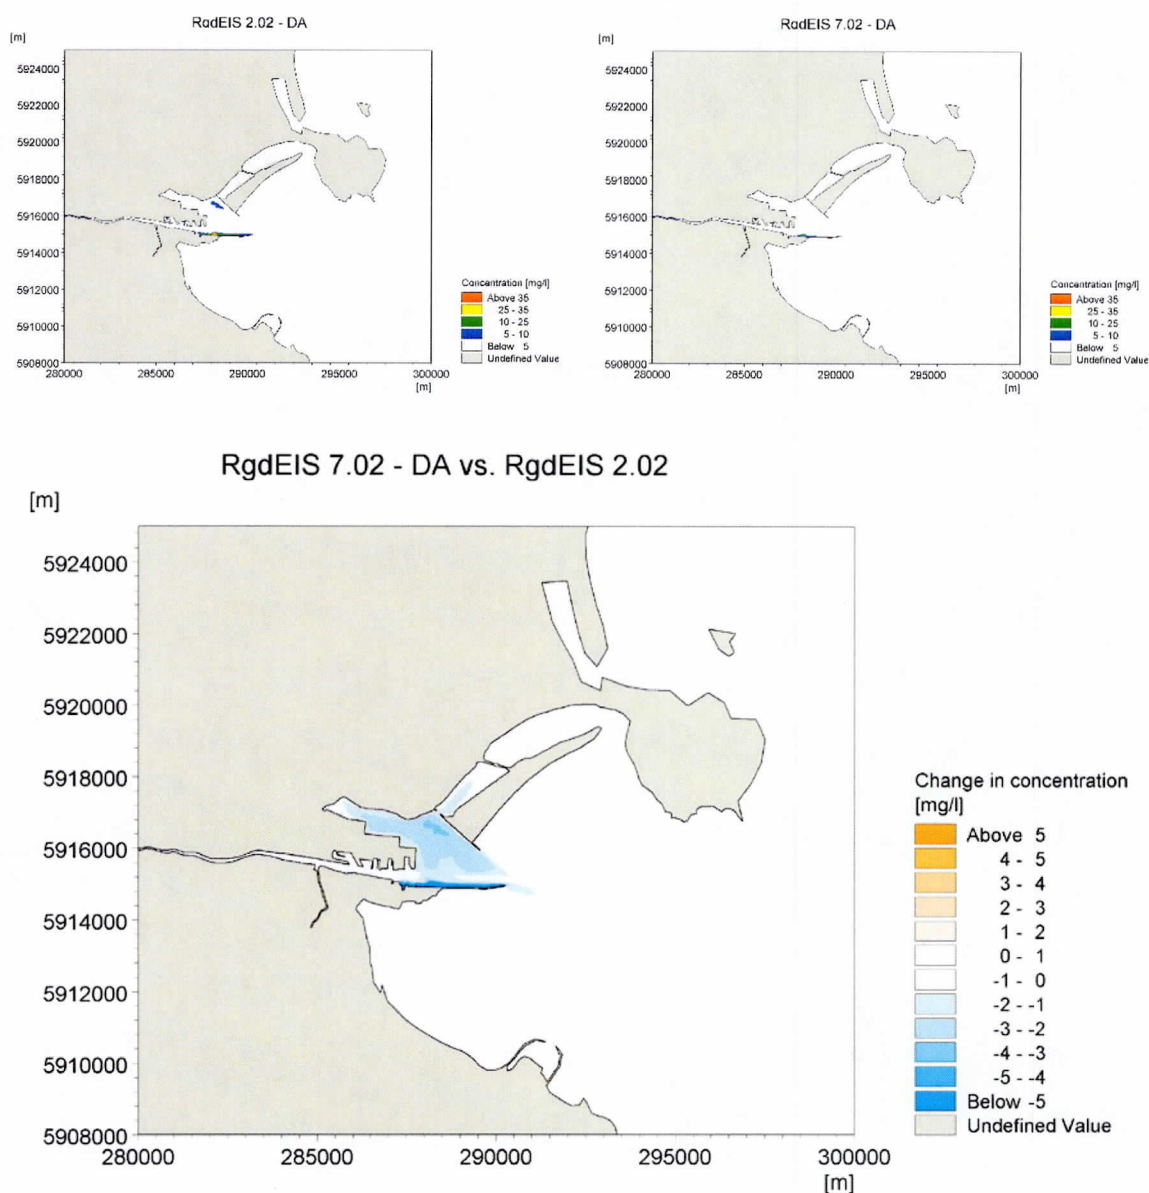 RgdEIS 2.02 - DA
[m]
5924000
5922000
5920000
5918000
5916000
5914000
5912000
5910000
5908000
280000 285000 290000 295000 300000
[m]
Concentration [mg/l]
Above 35
25 - 35
10 - 25
5 - 10
Below 5
Undefined Value
RgdEIS 7.02 - DA
[m]
5924000
5922000
5920000
5918000
5916000
5914000
5912000
5910000
5908000
280000 285000 290000 295000 300000
[m]
Concentration [mg/l]
Above 35
25 - 35
10 - 25
5 - 10
Below 5
Undefined Value
RgdEIS 7.02 - DA vs. RgdEIS 2.02
[m]
5924000
5922000
5920000
5918000
5916000
5914000
5912000
5910000
5908000
280000 285000 290000 295000 300000
[m]
Change in concentration
[mg/l]
Above 5
4 - 5
3 - 4
2 - 3
1 - 2
0 - 1
-1 - 0
-2 - -1
-3 - -2
-4 - -3
-5 - -4
Below -5
Undefined Value